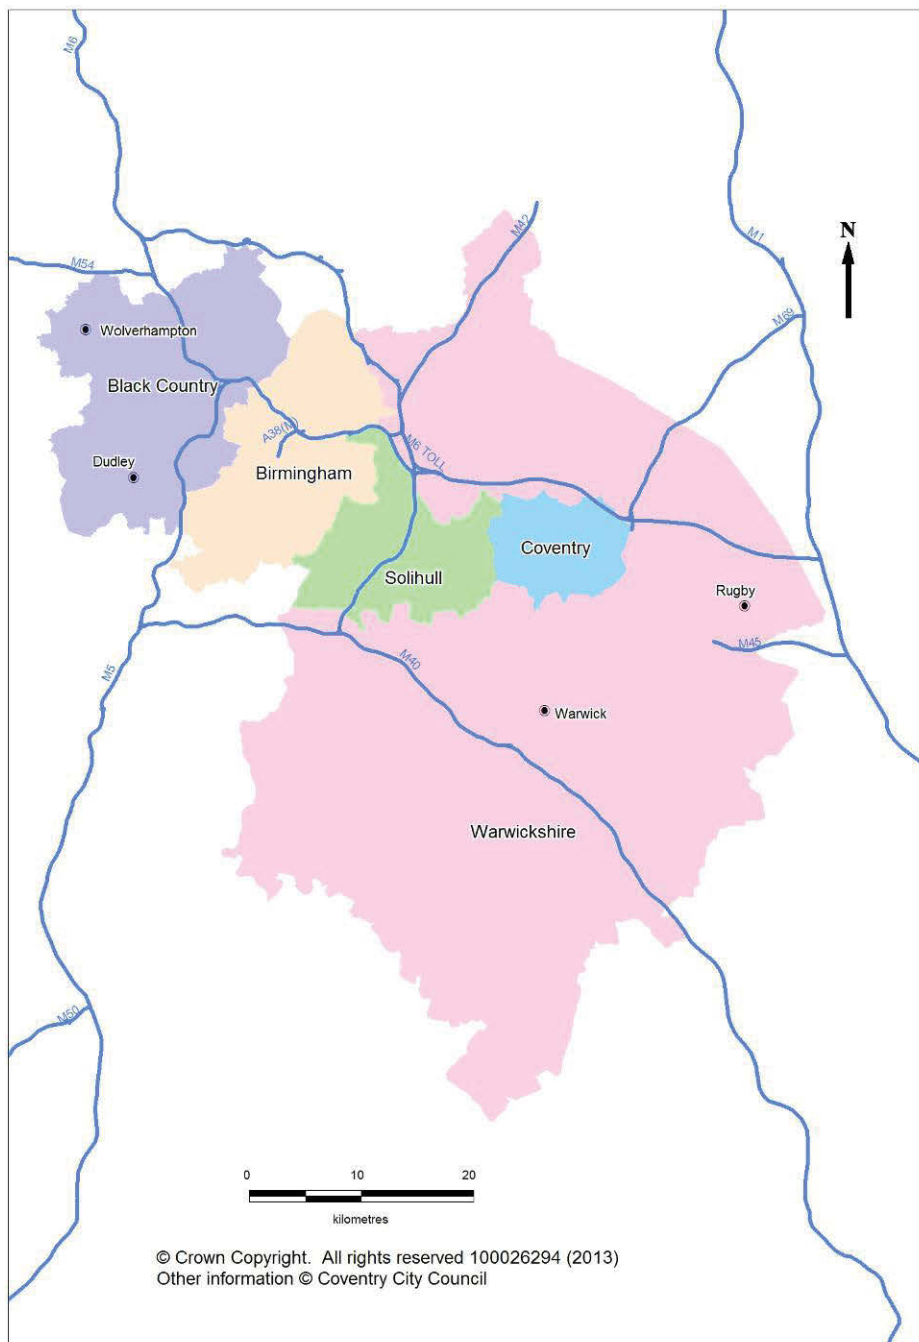 M6
M42
M1
N
M54
M69
Wolverhampton
Black Country
A38(M)
M6 TOLL
Dudley
Birmingham
Coventry
Solihull
Rugby
M45
M5
M40
Warwick
Warwickshire
M50
0 10 20
kilometres
© Crown Copyright. All rights reserved 100026294 (2013)
Other information © Coventry City Council